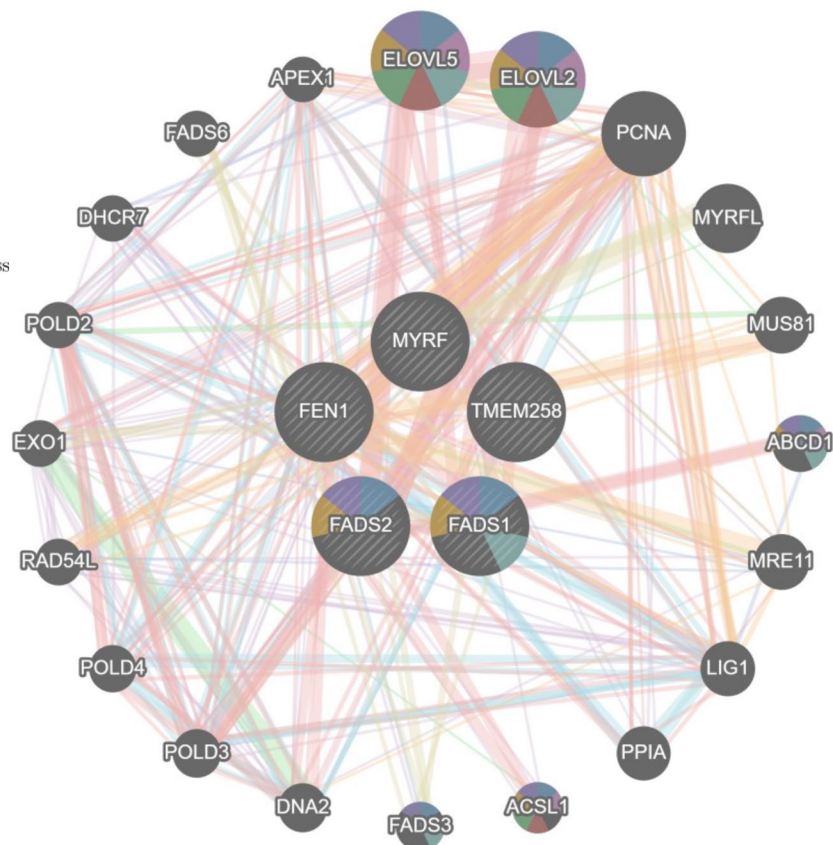 ELOVL5
ELOVL2
APEX1
PCNA
FADS6
MYRFL
DHCR7
ss
POLD2
MUS81
MYRF
FEN1
TMEM258
EXO1
ABCD1
FADS2
FADS1
RAD54L
MRE11
POLD4
LIG1
POLD3
PPIA
DNA2
ACSL1
FADS3